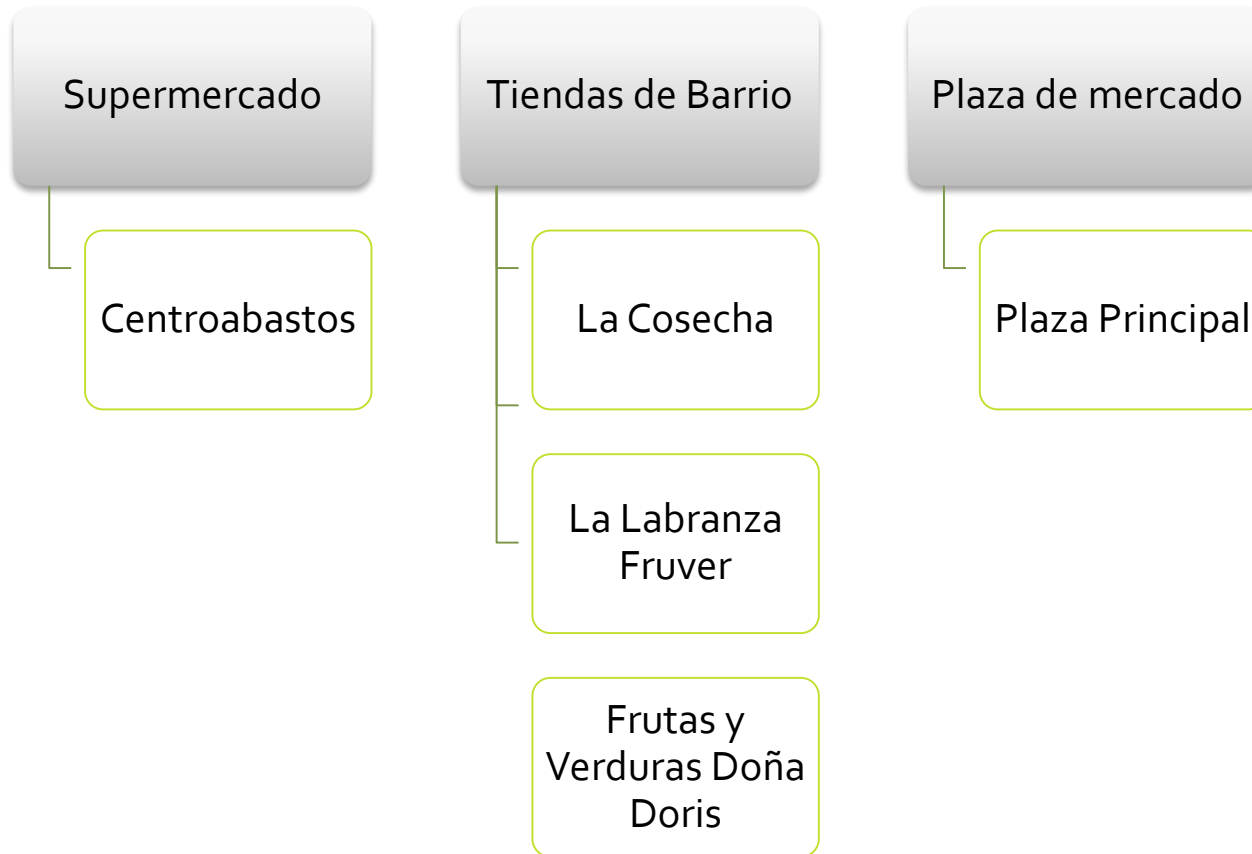 Supermercado
Centroabastos
Tiendas de Barrio
La Cosecha
La Labranza
Fruver
Frutas y
Verduras Doña
Doris
Plaza de mercado
Plaza Principal